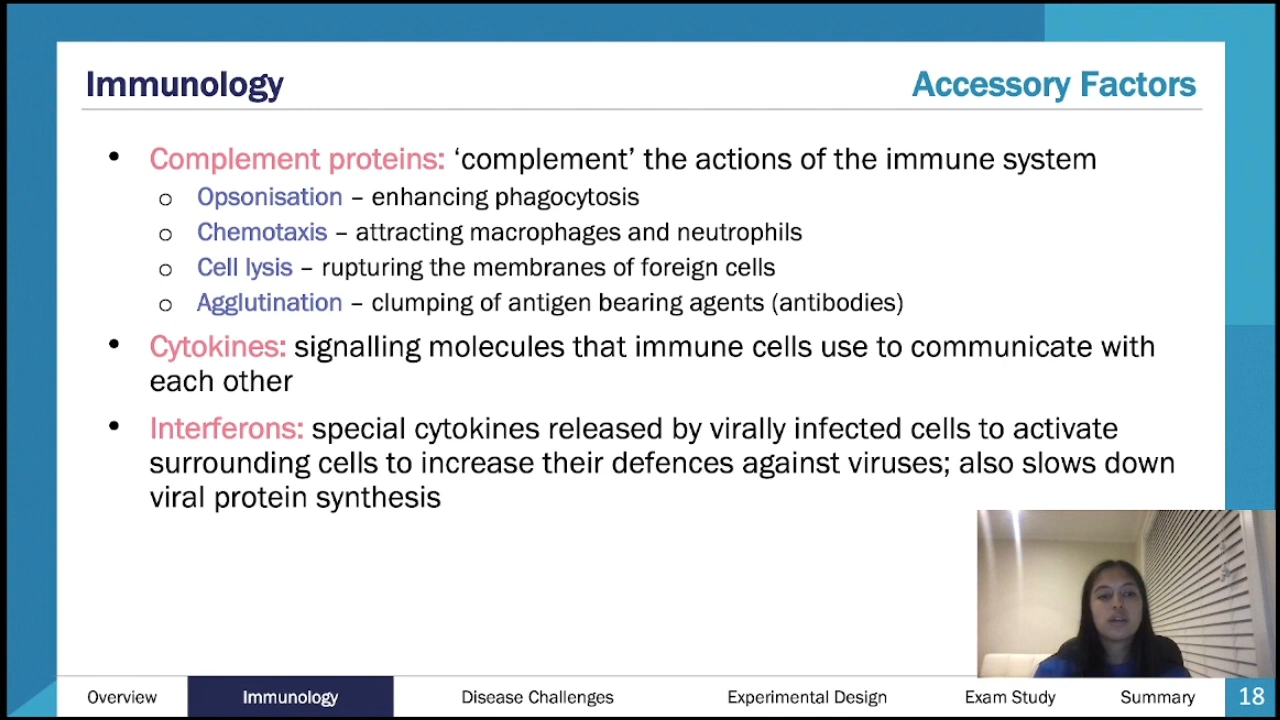 Immunology
Accessory Factors
• Complement proteins: ‘complement’ the actions of the immune system
o Opsonisation – enhancing phagocytosis
o Chemotaxis – attracting macrophages and neutrophils
o Cell lysis – rupturing the membranes of foreign cells
o Agglutination – clumping of antigen bearing agents (antibodies)
• Cytokines: signalling molecules that immune cells use to communicate with
each other
• Interferons: special cytokines released by virally infected cells to activate
surrounding cells to increase their defences against viruses; also slows down
viral protein synthesis
Overview Immunology Disease Challenges Experimental Design Exam Study Summary 18